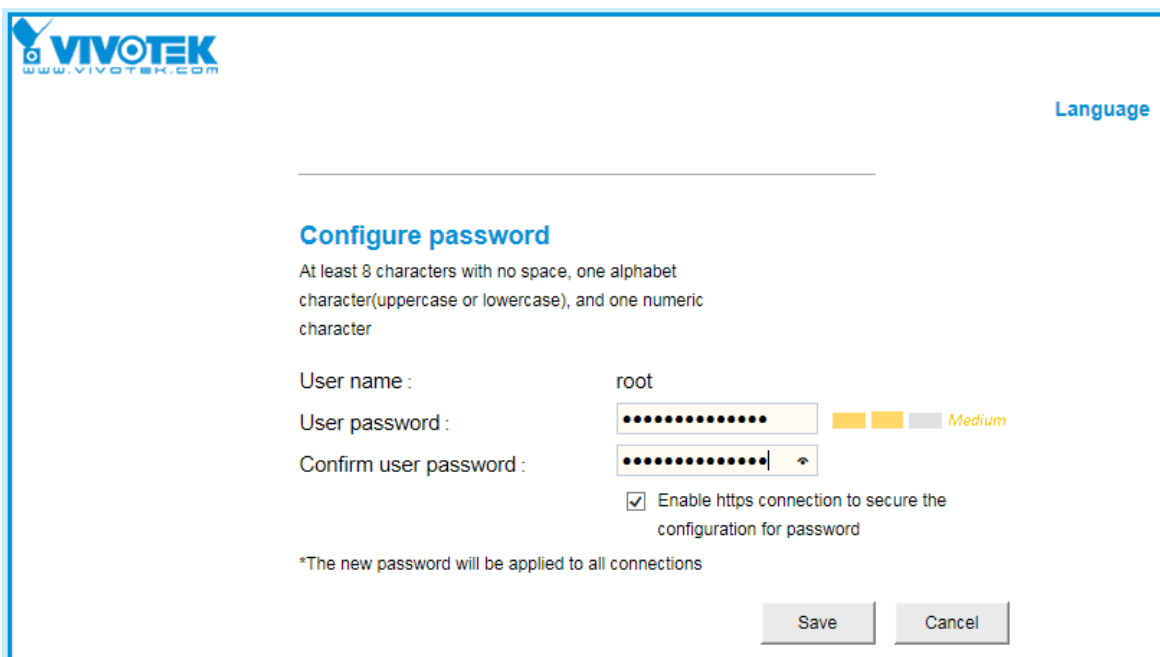 VIVOTEK
www.vivotek.com
Language
Configure password
At least 8 characters with no space, one alphabet
character(uppercase or lowercase), and one numeric
character
User name : root
User password : •••••••••••••• Medium
Confirm user password : ••••••••••••••
Enable https connection to secure the
configuration for password
*The new password will be applied to all connections
Save Cancel